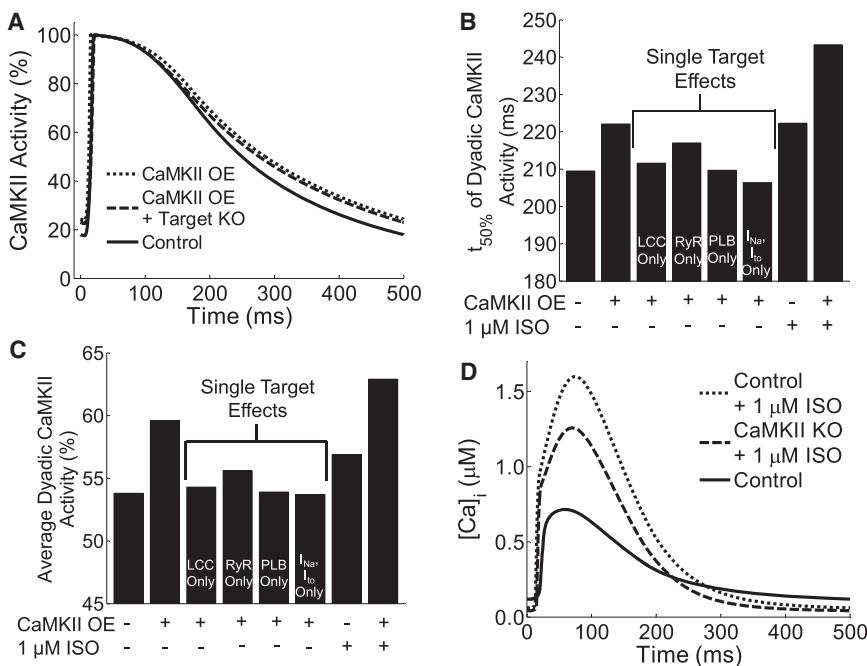 A
CaMKII Activity (%)
100
80
60
40
20
0
CaMKII OE
CaMKII OE
+ Target KO
Control
0 100 200 300 400 500
Time (ms)
B
t50% of Dyadic CaMKII
Activity (ms)
250
240
230
220
210
200
190
180
Single Target
Effects
LCC Only
RyR Only
PLB Only
INa, Ito Only
CaMKII OE - + + + + + - +
1 µM ISO - - - - - - + +
C
Average Dyadic CaMKII
Activity (%)
65
60
55
50
45
Single Target
Effects
LCC Only
RyR Only
PLB Only
INa, Ito Only
CaMKII OE - + + + + + - +
1 µM ISO - - - - - - + +
D
[Ca]i (µM)
1.5
1.0
0.5
0.0
Control
+ 1 µM ISO
CaMKII KO
+ 1 µM ISO
Control
0 100 200 300 400 500
Time (ms)